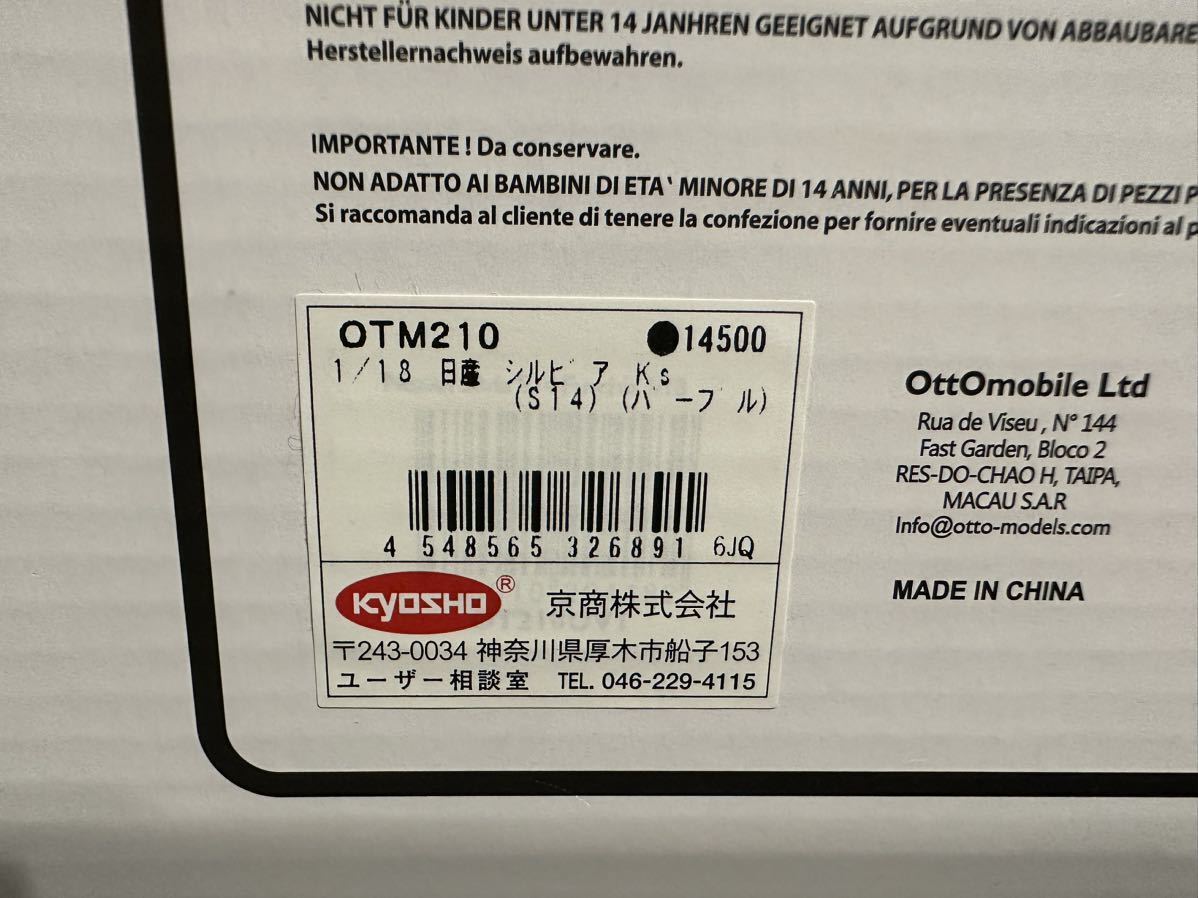 NICHT FÜR KINDER UNTER 14 JANHREN GEEIGNET AUFGRUND VON ABBAUBARE
Herstellernachweis aufbewahren.
IMPORTANTE ! Da conservare.
NON ADATTO AI BAMBINI DI ETA' MINORE DI 14 ANNI, PER LA PRESENZA DI PEZZI P
Si raccomanda al cliente di tenere la confezione per fornire eventuali indicazioni al p
OTM210 ●14500
1/18 日産 シルビア Ks
(S14) (パープル)
4 548565 326891 6JQ
KYOSHO® 京商株式会社
〒243-0034 神奈川県厚木市船子153
ユーザー相談室 TEL. 046-229-4115
OttOmobile Ltd
Rua de Viseu , N° 144
Fast Garden, Bloco 2
RES-DO-CHAO H, TAIPA,
MACAU S.A.R
Info@otto-models.com
MADE IN CHINA